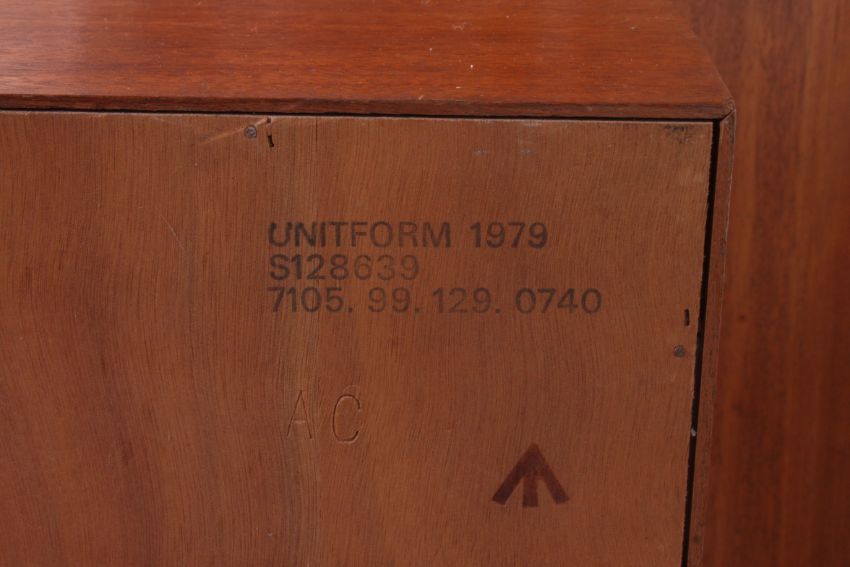 UNITFORM 1979
S128639
7105. 99. 129. 0740
AC